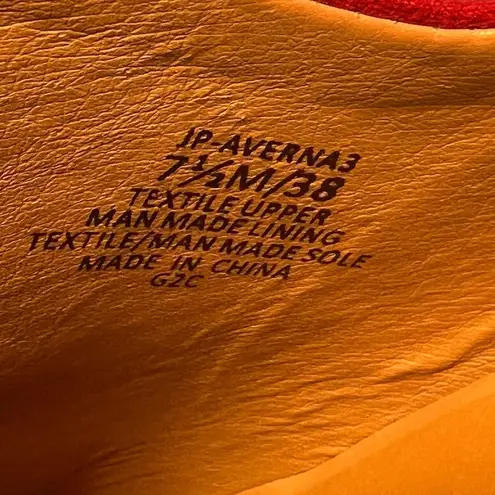 JP-AVERNA3
7½M/38
TEXTILE UPPER
MAN MADE LINING
TEXTILE/MAN MADE SOLE
MADE IN CHINA
G2C